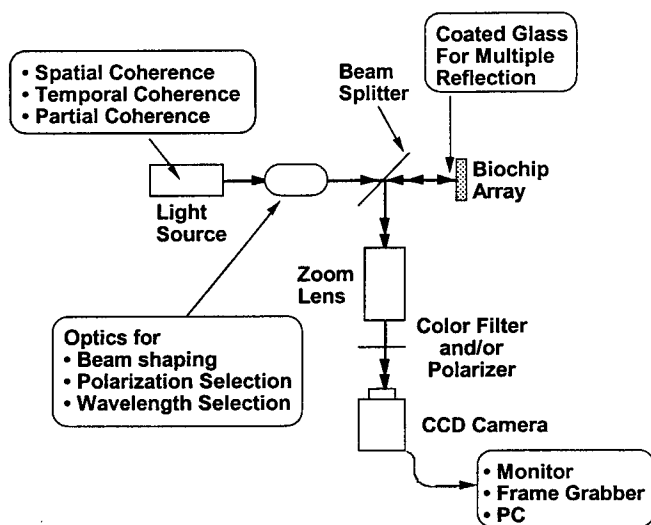 • Spatial Coherence
• Temporal Coherence
• Partial Coherence
Coated Glass
For Multiple
Reflection
Beam
Splitter
Light
Source
Biochip
Array
Zoom
Lens
Optics for
• Beam shaping
• Polarization Selection
• Wavelength Selection
Color Filter
and/or
Polarizer
CCD Camera
• Monitor
• Frame Grabber
• PC